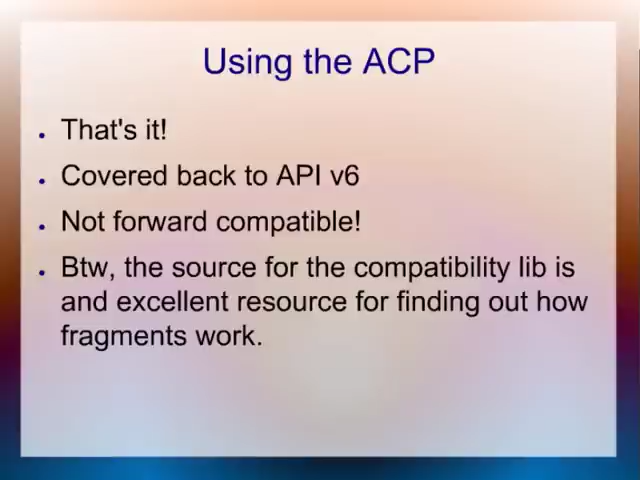 Using the ACP
● That's it!
● Covered back to API v6
● Not forward compatible!
● Btw, the source for the compatibility lib is
and excellent resource for finding out how
fragments work.